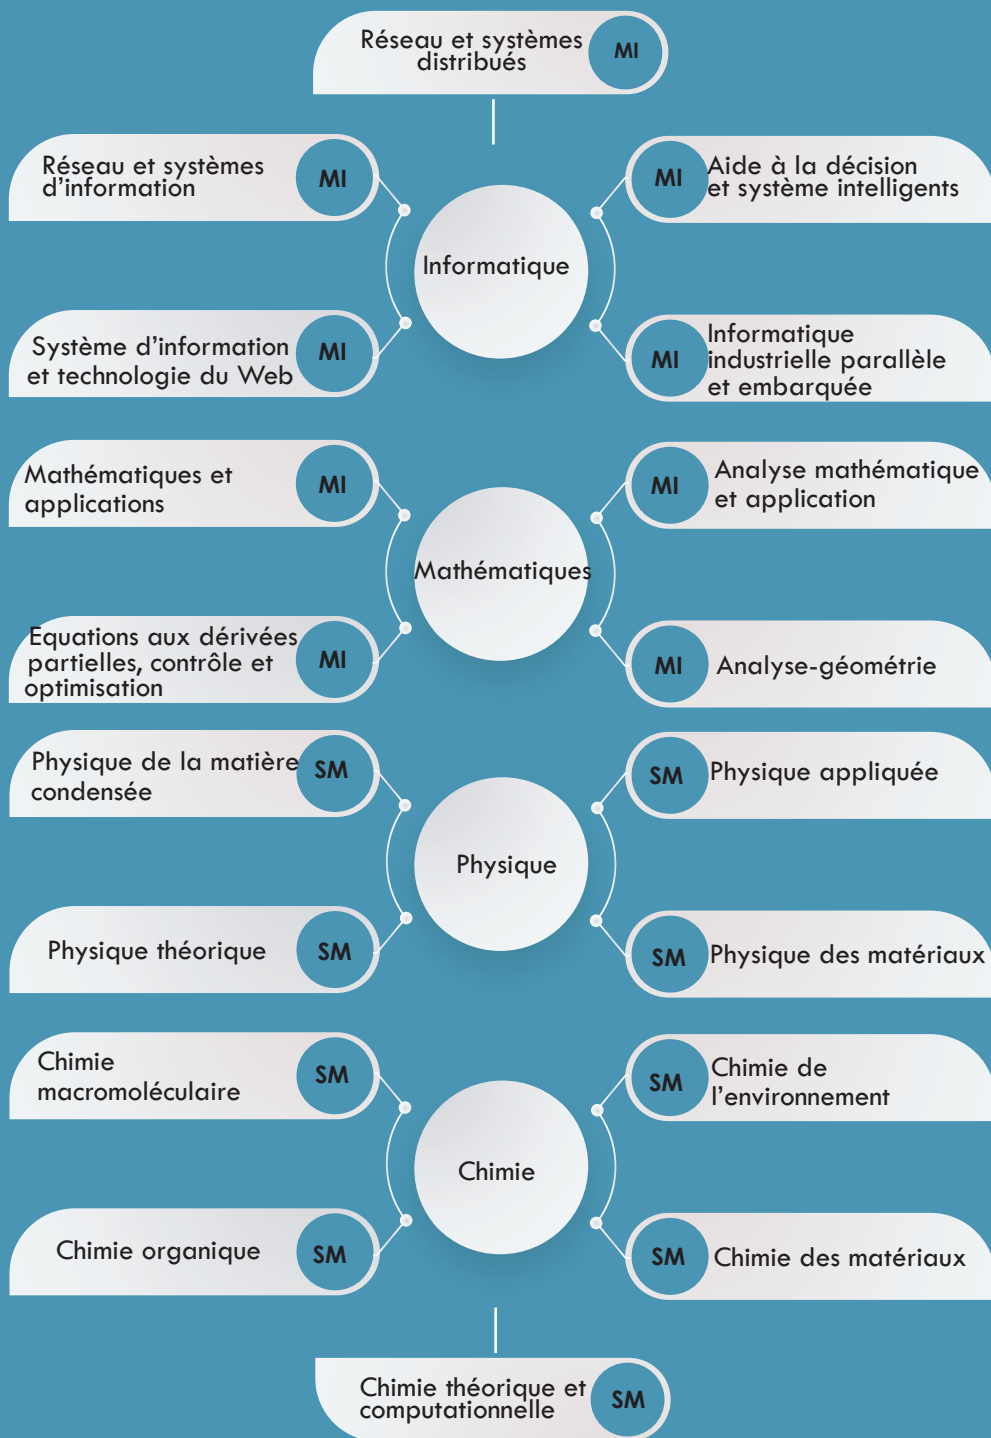 Réseau et systèmes
distribués
MI
Réseau et systèmes
d'information
MI
MI
Aide à la décision
et système intelligents
Informatique
Système d'information
et technologie du Web
MI
MI
Informatique
industrielle parallèle
et embarquée
Mathématiques et
applications
MI
MI
Analyse mathématique
et application
Mathématiques
Equations aux dérivées
partielles, contrôle et
optimisation
MI
MI
Analyse-géométrie
Physique de la matière
condensée
SM
SM
Physique appliquée
Physique
Physique théorique
SM
SM
Physique des matériaux
Chimie
macromoléculaire
SM
SM
Chimie de
l'environnement
Chimie
Chimie organique
SM
SM
Chimie des matériaux
Chimie théorique et
computationnelle
SM